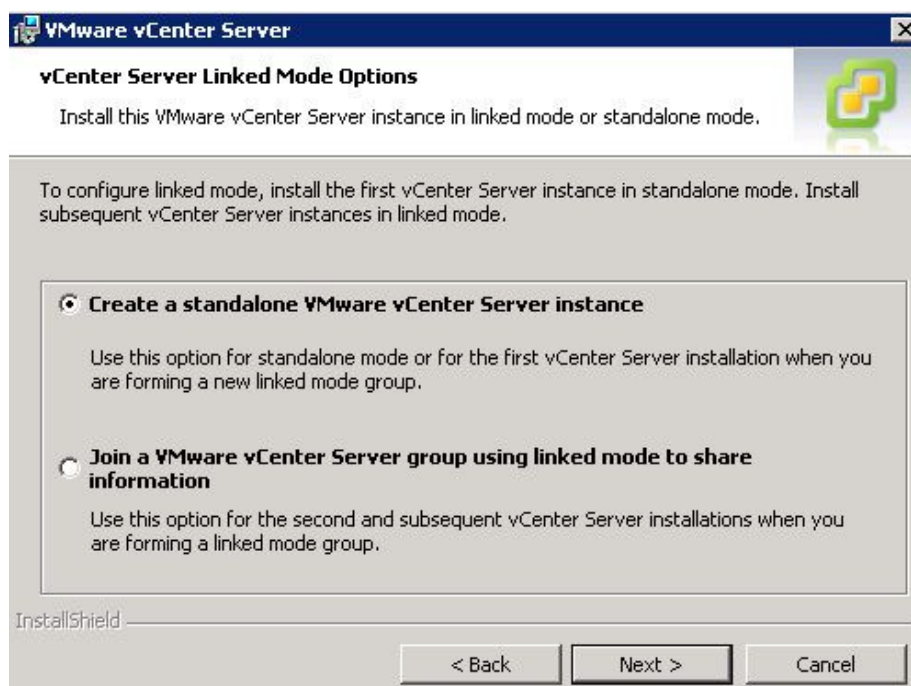 VMware vCenter Server
vCenter Server Linked Mode Options
Install this VMware vCenter Server instance in linked mode or standalone mode.
To configure linked mode, install the first vCenter Server instance in standalone mode. Install
subsequent vCenter Server instances in linked mode.
Create a standalone VMware vCenter Server instance
Use this option for standalone mode or for the first vCenter Server installation when you
are forming a new linked mode group.
Join a VMware vCenter Server group using linked mode to share
information
Use this option for the second and subsequent vCenter Server installations when you
are forming a linked mode group.
InstallShield
< Back Next > Cancel